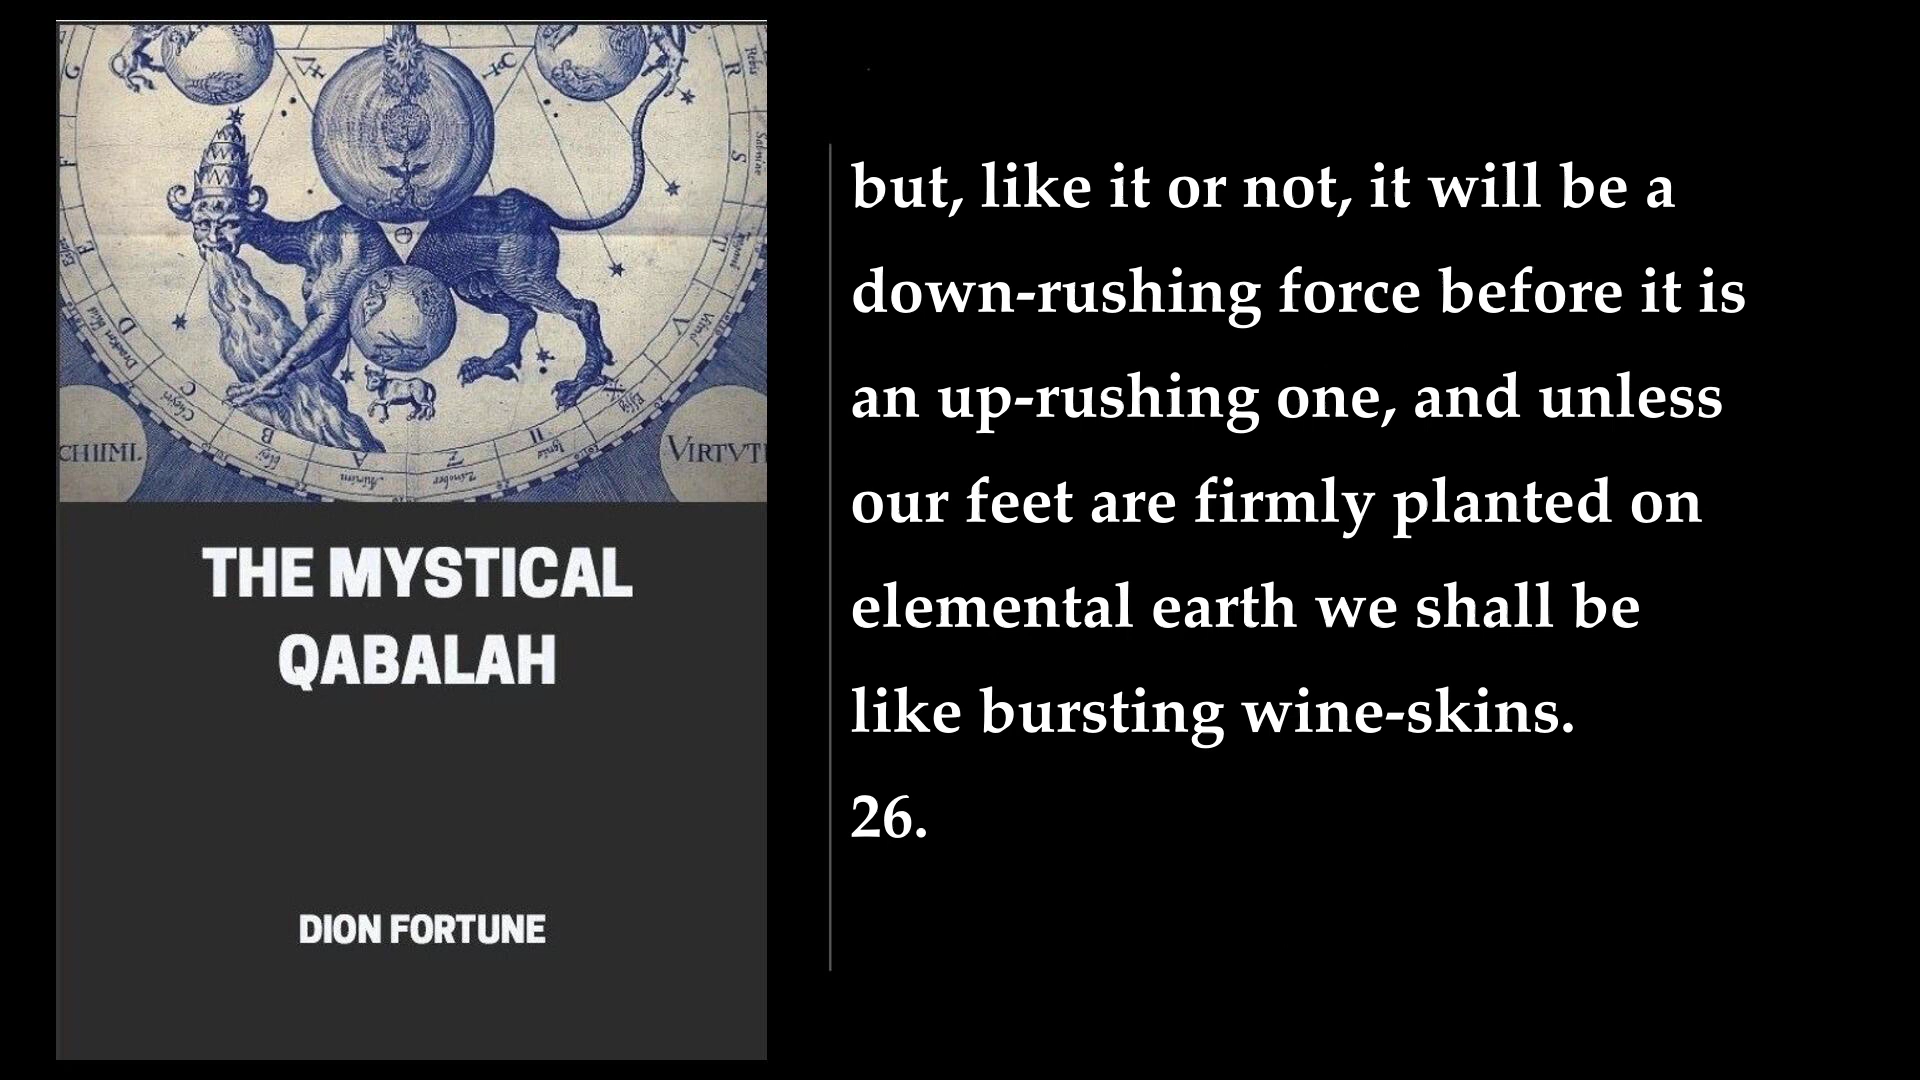 THE MYSTICAL
QABALAH
DION FORTUNE
CHIIMI.
VIRTVTI
but, like it or not, it will be a
down-rushing force before it is
an up-rushing one, and unless
our feet are firmly planted on
elemental earth we shall be
like bursting wine-skins.
26.